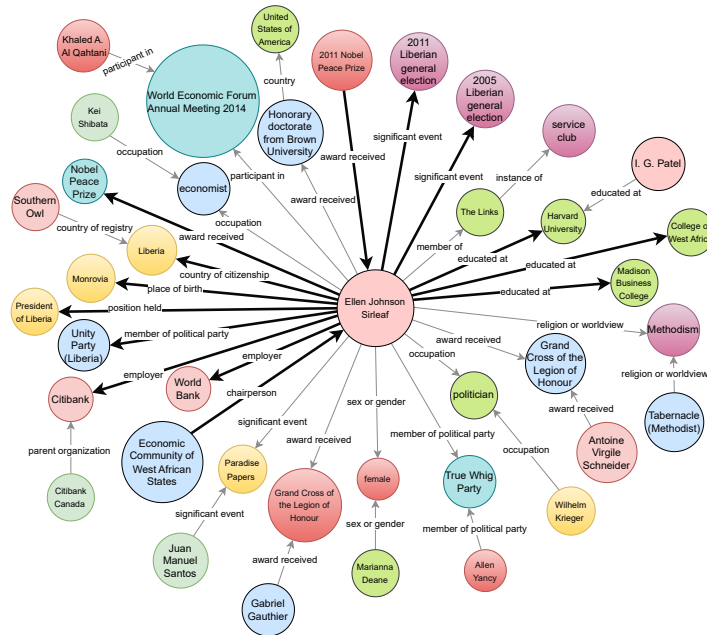 United States
of America
Khaled A.
Al Qahtani
participant in
World Economic Forum
Annual Meeting 2014
country
2011 Nobel
Peace Prize
2011
Liberian
general
election
2005
Liberian
general
election
Kei
Shibata
Honorary
doctorate
from Brown
University
significant event
service
club
occupation
award received
instance of
I. G. Patel
Nobel
Peace
Prize
economist
participant in
significant event
educated at
Southern
Owl
award received
The Links
Harvard
University
College of
West Africa
country of registry
occupation
award received
member of
Liberia
educated at
educated at
Monrovia
country of citizenship
place of birth
educated at
Madison
Business
College
President
of Liberia
position held
Ellen Johnson
Sirleaf
Unity
Party
(Liberia)
member of political party
religion or worldview
Methodism
award received
Grand
Cross of the
Legion of
Honour
employer
employer
occupation
religion or worldview
Citibank
World
Bank
chairperson
sex or gender
politician
award received
Tabernacle
(Methodist)
parent organization
Economic
Community of
West African
States
significant event
award received
member of political party
occupation
Antoine
Virgile
Schneider
Citibank
Canada
Paradise
Papers
Grand Cross of
the Legion of
Honour
female
True Whig
Party
significant event
sex or gender
member of political party
Wilhelm
Krieger
Juan
Manuel
Santos
award received
Marianna
Deane
Allen
Yancy
Gabriel
Gauthier